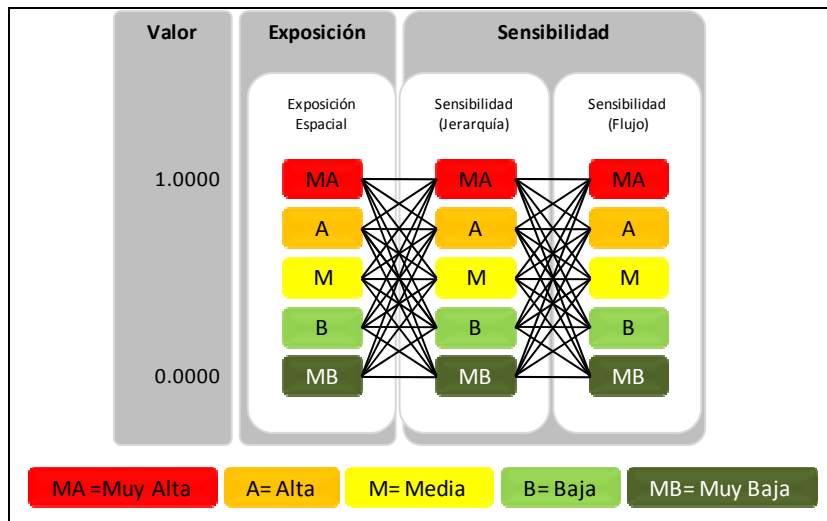 Valor Exposición Sensibilidad
Exposición Espacial
Sensibilidad (Jerarquía)
Sensibilidad (Flujo)
1.0000 MA MA MA
A A A
M M M
B B B
0.0000 MB MB MB
MA =Muy Alta A= Alta M= Media B= Baja MB= Muy Baja